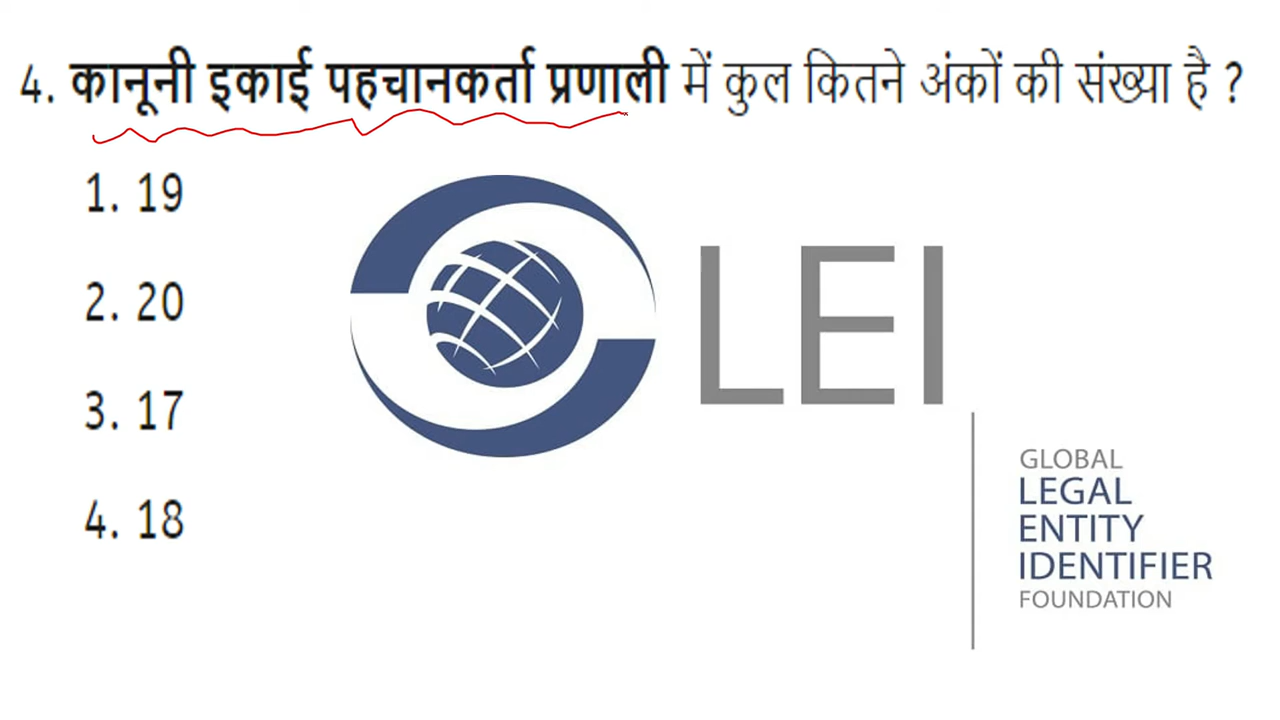 4. कानूनी इकाई पहचानकर्ता प्रणाली में कुल कितने अंकों की संख्या है ?
1. 19
2. 20
3. 17
4. 18
LEI
GLOBAL
LEGAL
ENTITY
IDENTIFIER
FOUNDATION